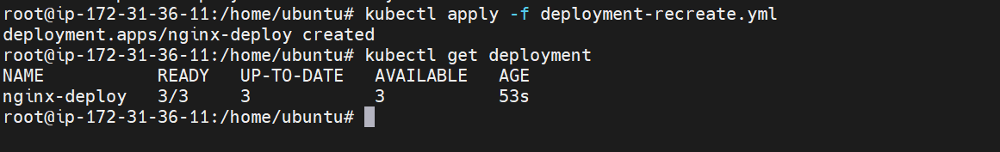 root@ip-172-31-36-11:/home/ubuntu# kubectl apply -f deployment-recreate.yml
deployment.apps/nginx-deploy created
root@ip-172-31-36-11:/home/ubuntu# kubectl get deployment
NAME           READY   UP-TO-DATE   AVAILABLE   AGE
nginx-deploy   3/3     3            3           53s
root@ip-172-31-36-11:/home/ubuntu#